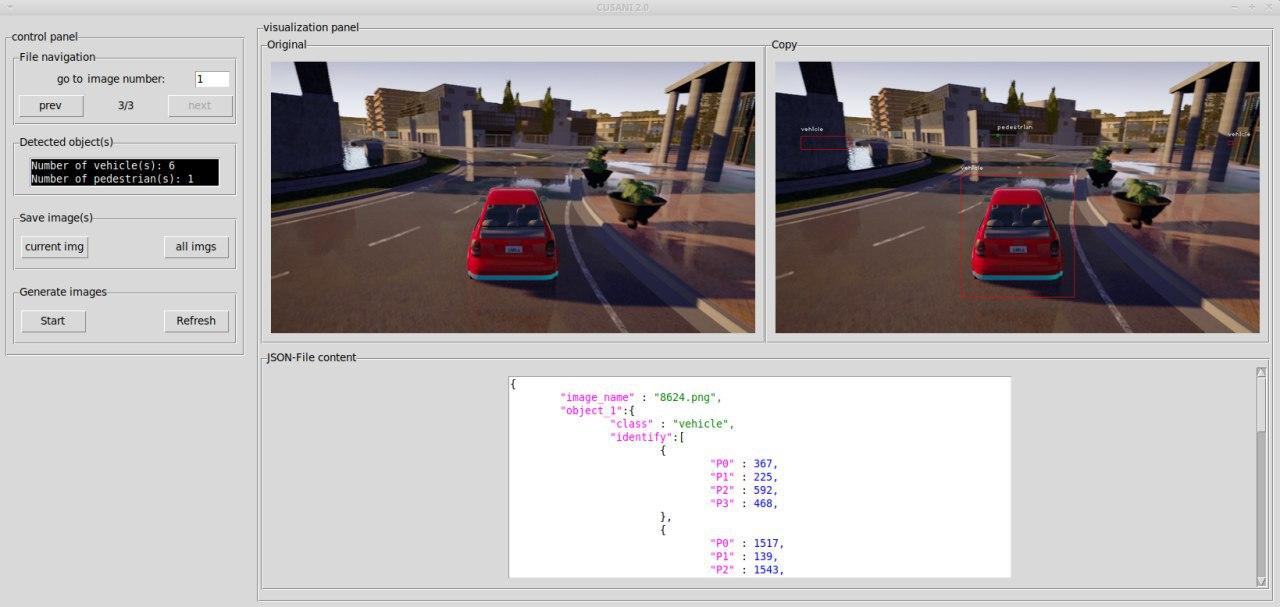 CUSANI 2.0
control panel
File navigation
go to image number: 1
prev 3/3 next
Detected object(s)
Number of vehicle(s): 6
Number of pedestrian(s): 1
Save image(s)
current img all imgs
Generate images
Start Refresh
visualization panel
Original
Copy
vehicle
pedestrian
vehicle
vehicle
JSON-File content
{
"image_name" : "8624.png",
"object_1":{
"class" : "vehicle",
"identify":[
{
"P0" : 367,
"P1" : 225,
"P2" : 592,
"P3" : 468,
},
{
"P0" : 1517,
"P1" : 139,
"P2" : 1543,